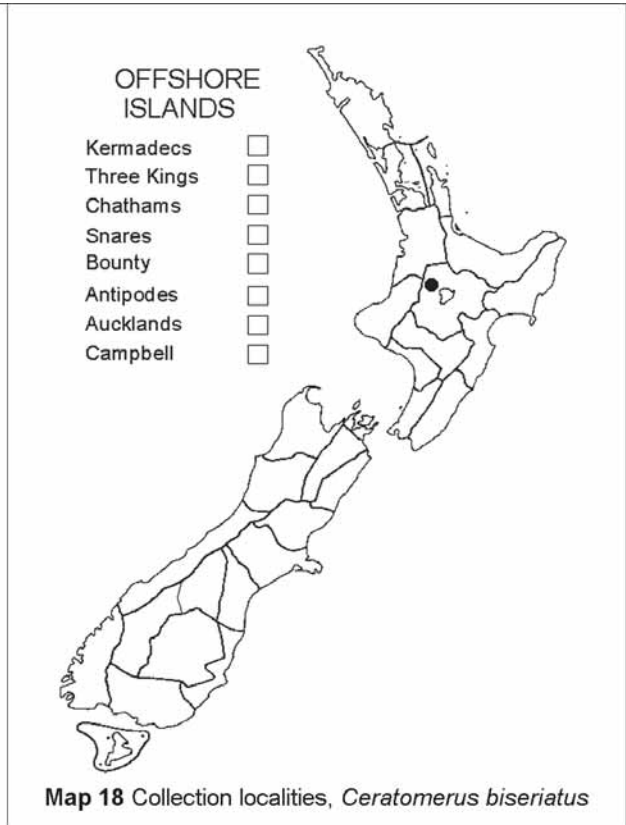 OFFSHORE
ISLANDS
Kermadecs
Three Kings
Chathams
Snares
Bounty
Antipodes
Aucklands
Campbell
Map 18 Collection localities, Ceratomerus biseriatus